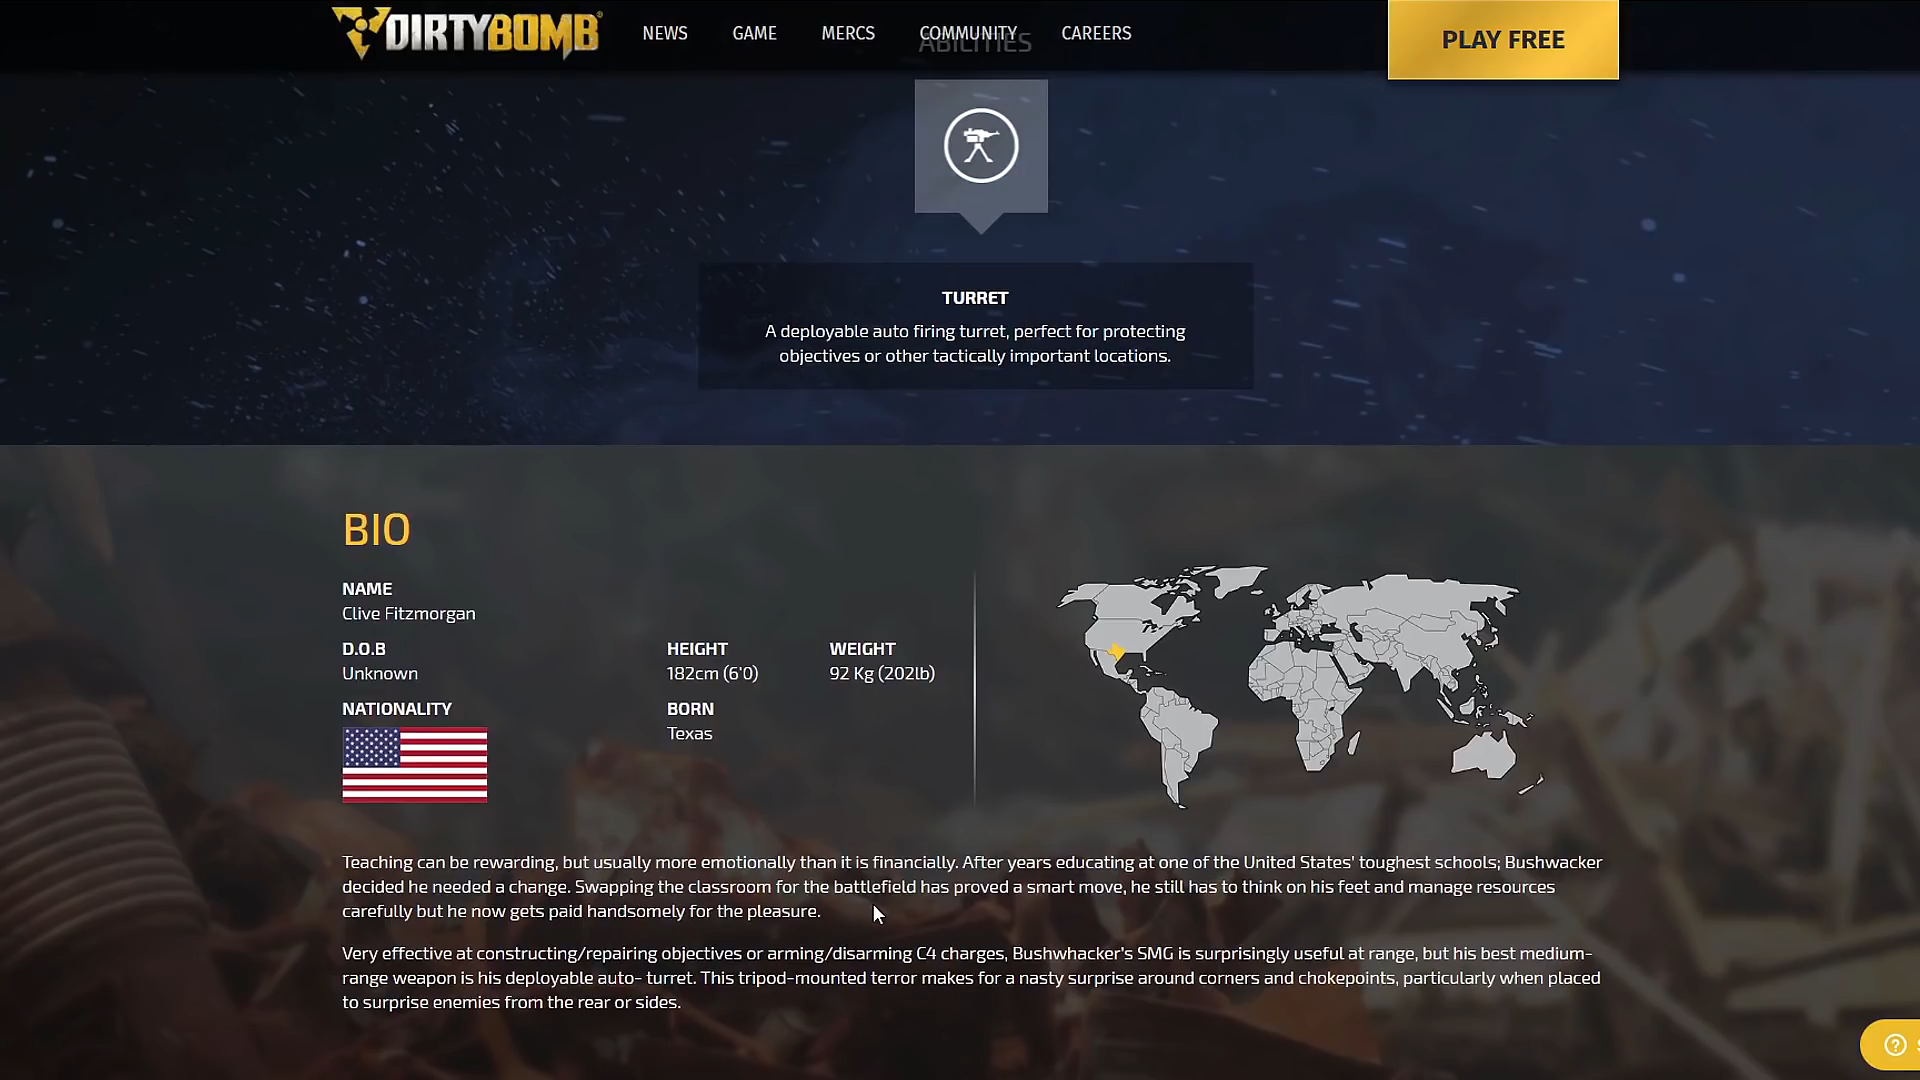 DIRTYBOMB
NEWS
GAME
MERCS
COMMUNITY
CAREERS
PLAY FREE
ABILITIES
TURRET
A deployable auto firing turret, perfect for protecting
objectives or other tactically important locations.
BIO
NAME
Clive Fitzmorgan
D.O.B
Unknown
HEIGHT
182cm (6'0)
WEIGHT
92 Kg (202lb)
NATIONALITY
BORN
Texas
Teaching can be rewarding, but usually more emotionally than it is financially. After years educating at one of the United States' toughest schools; Bushwacker
decided he needed a change. Swapping the classroom for the battlefield has proved a smart move, he still has to think on his feet and manage resources
carefully but he now gets paid handsomely for the pleasure.
Very effective at constructing/repairing objectives or arming/disarming C4 charges, Bushwhacker's SMG is surprisingly useful at range, but his best medium-
range weapon is his deployable auto- turret. This tripod-mounted terror makes for a nasty surprise around corners and chokepoints, particularly when placed
to surprise enemies from the rear or sides.